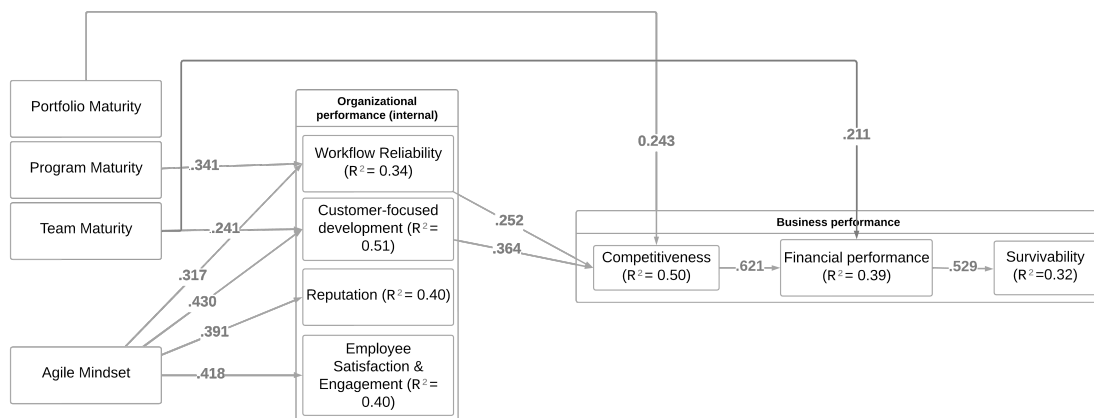 Portfolio Maturity
Program Maturity
Team Maturity
Agile Mindset
.341
.241
.317
.430
.391
.418
Organizational
performance (internal)
Workflow Reliability
(R²= 0.34)
Customer-focused
development (R²=
0.51)
Reputation (R²= 0.40)
Employee
Satisfaction &
Engagement (R²=
0.40)
.252
.364
0.243
.211
Business performance
Competitiveness
(R²= 0.50)
.621
Financial performance
(R²= 0.39)
.529
Survivability
(R²=0.32)